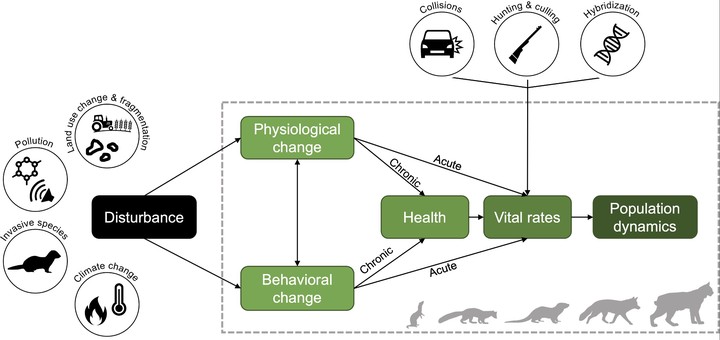 Collisions
Hunting & culling
Hybridization
Land use change & fragmentation
Pollution
Invasive species
Climate change
Disturbance
Physiological
change
Behavioral
change
Chronic
Acute
Chronic
Acute
Health
Vital rates
Population
dynamics